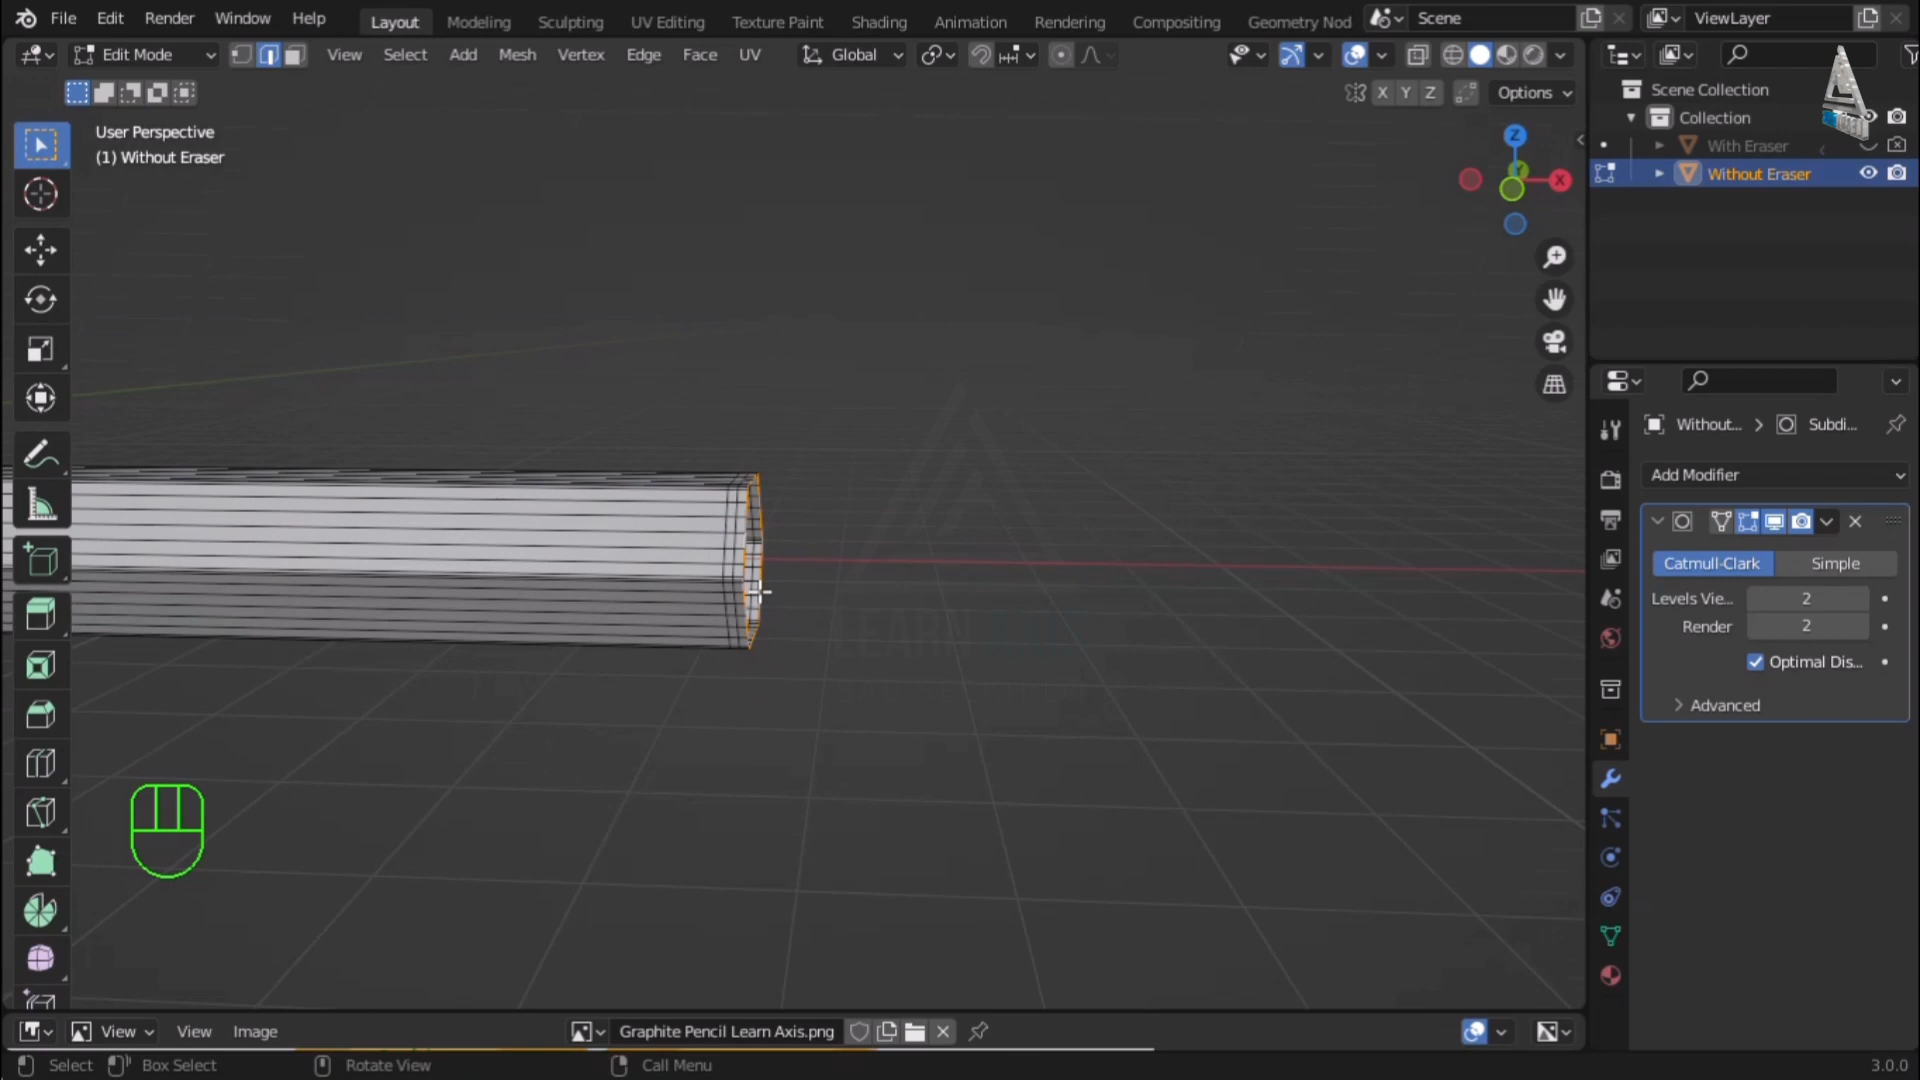 File Edit Render Window Help Layout Modeling Sculpting UV Editing Texture Paint Shading Animation Rendering Compositing Geometry Nod Scene ViewLayer
Edit Mode View Select Add Mesh Vertex Edge Face UV Global
X Y Z Options
User Perspective
(1) Without Eraser
Z
X
Scene Collection
Collection
With Eraser
Without Eraser
Without... > Subdi...
Add Modifier
Catmull-Clark Simple
Levels Vie... 2
Render 2
Optimal Dis...
Advanced
LEARN
View View Image Graphite Pencil Learn Axis.png
Select Box Select Rotate View Call Menu 3.0.0